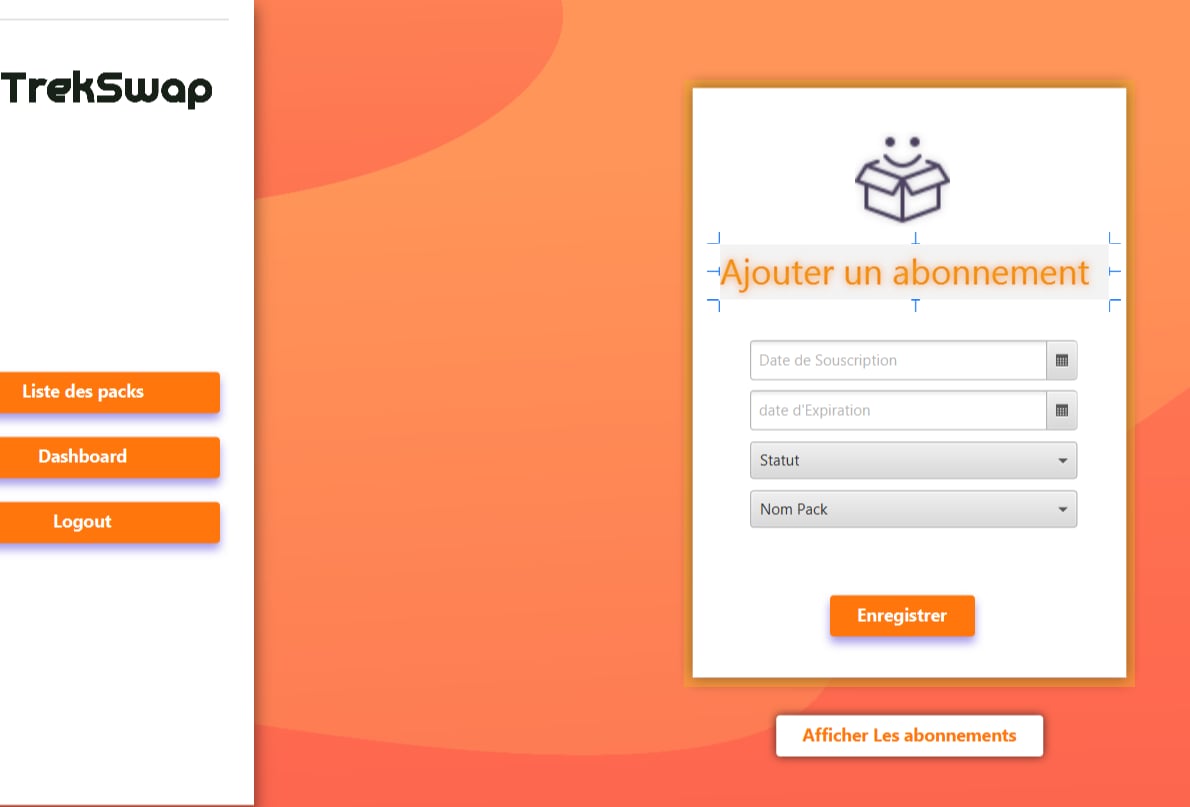 TrekSwap
Liste des packs
Dashboard
Logout
Ajouter un abonnement
Date de Souscription
date d'Expiration
Statut
Nom Pack
Enregistrer
Afficher Les abonnements